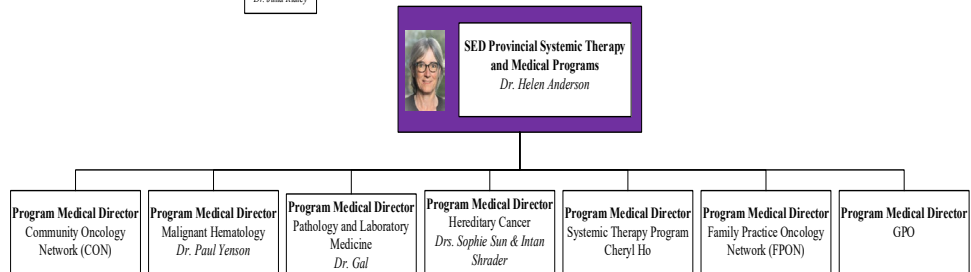 SED Provincial Systemic Therapy
and Medical Programs
Dr. Helen Anderson
Program Medical Director
Community Oncology
Network (CON)
Program Medical Director
Malignant Hematology
Dr. Paul Yenson
Program Medical Director
Pathology and Laboratory
Medicine
Dr. Gal
Program Medical Director
Hereditary Cancer
Drs. Sophie Sun & Intan
Shrader
Program Medical Director
Systemic Therapy Program
Cheryl Ho
Program Medical Director
Family Practice Oncology
Network (FPON)
Program Medical Director
GPO